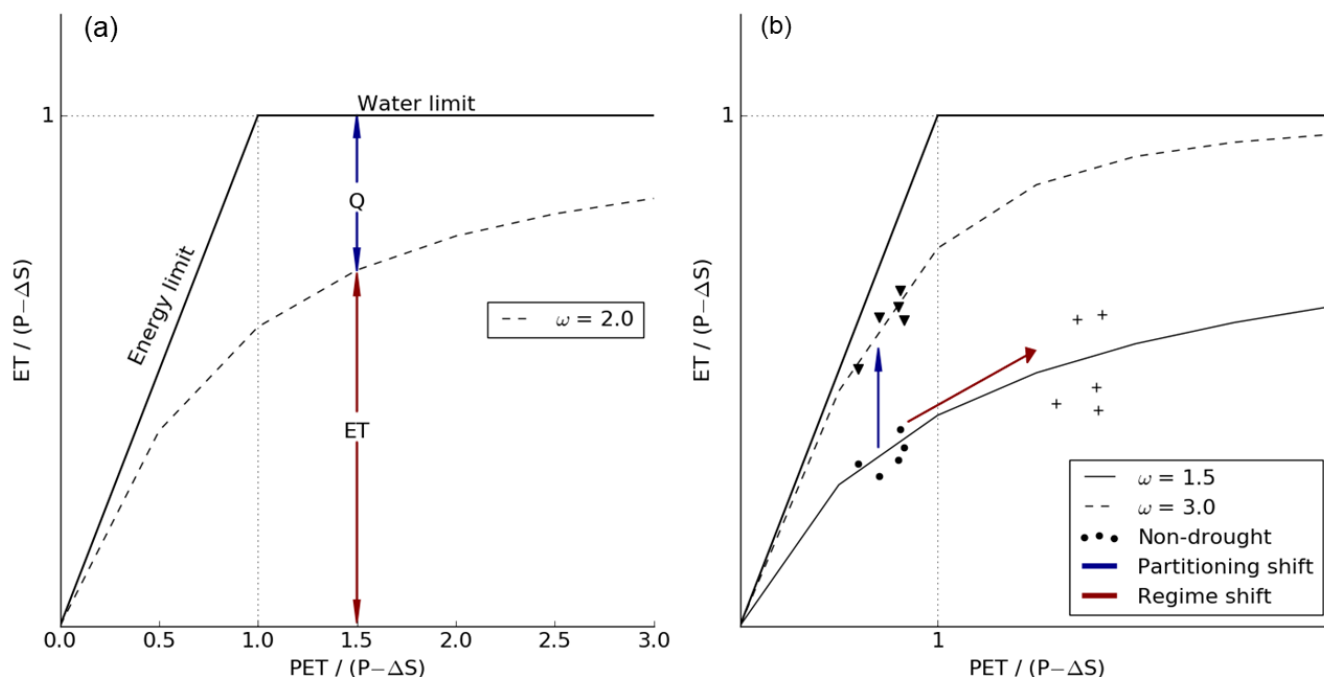 (a)
Water limit
1
Q
Energy limit
ET / (P−ΔS)
ω = 2.0
ET
0.0 0.5 1.0 1.5 2.0 2.5 3.0
PET / (P−ΔS)
(b)
1
ET / (P−ΔS)
ω = 1.5
ω = 3.0
Non-drought
Partitioning shift
Regime shift
1
PET / (P−ΔS)